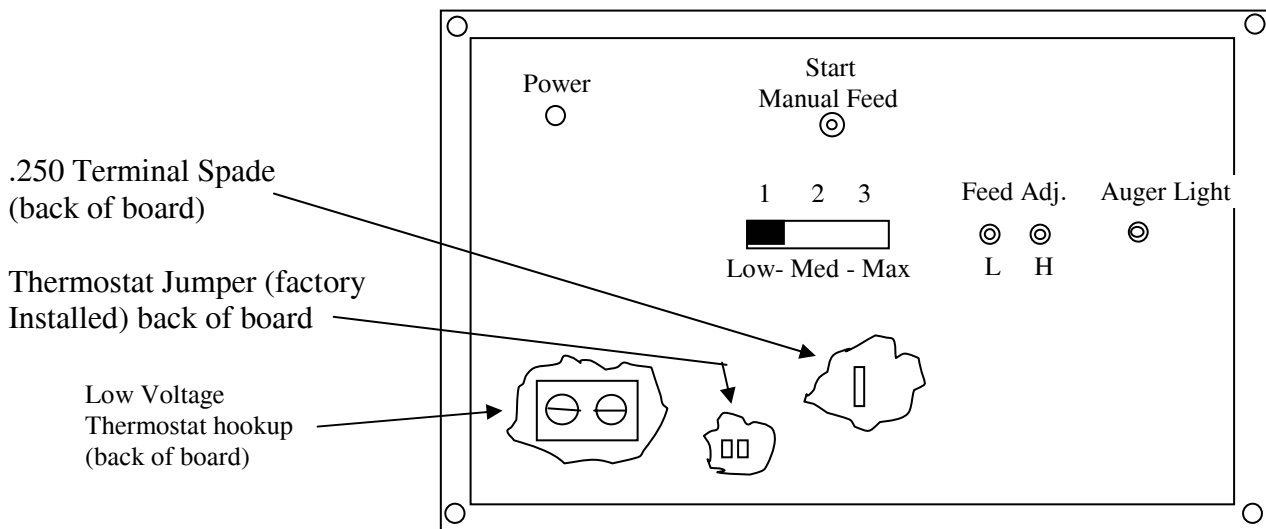 Power
Start
Manual Feed
.250 Terminal Spade
(back of board)
1 2 3
Feed Adj.
Auger Light
Low- Med - Max
L H
Thermostat Jumper (factory
Installed) back of board
Low Voltage
Thermostat hookup
(back of board)